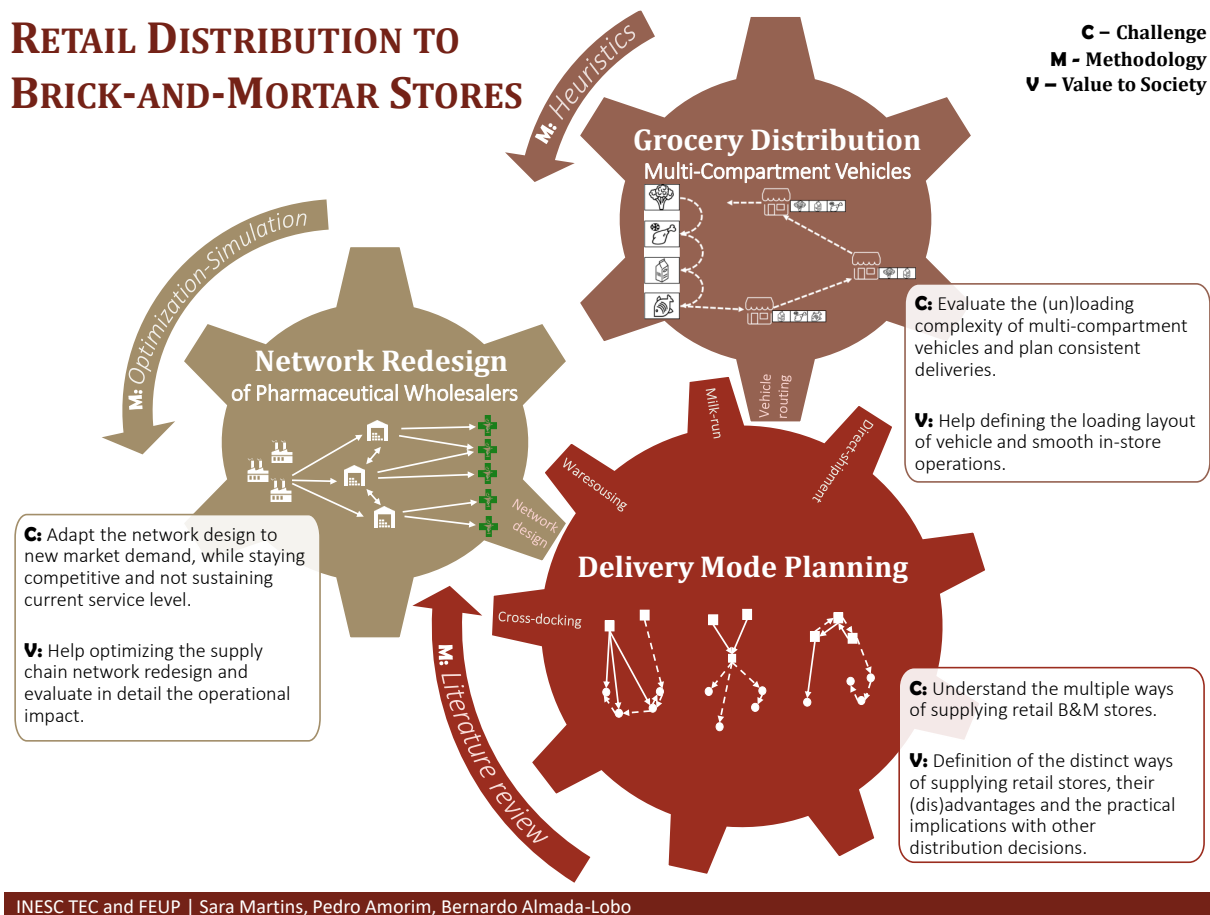 RETAIL DISTRIBUTION TO
BRICK-AND-MORTAR STORES
C – Challenge
M - Methodology
V – Value to Society
M: Heuristics
Grocery Distribution
Multi-Compartment Vehicles
C: Evaluate the (un)loading
complexity of multi-compartment
vehicles and plan consistent
deliveries.
V: Help defining the loading layout
of vehicle and smooth in-store
operations.
Vehicle
routing
M: Optimization-Simulation
Network Redesign
of Pharmaceutical Wholesalers
Network
design
C: Adapt the network design to
new market demand, while staying
competitive and not sustaining
current service level.
V: Help optimizing the supply
chain network redesign and
evaluate in detail the operational
impact.
M: Literature review
Cross-docking
Waresousing
Milk-run
Direct-shipment
Delivery Mode Planning
C: Understand the multiple ways
of supplying retail B&M stores.
V: Definition of the distinct ways
of supplying retail stores, their
(dis)advantages and the practical
implications with other
distribution decisions.
INESC TEC and FEUP | Sara Martins, Pedro Amorim, Bernardo Almada-Lobo